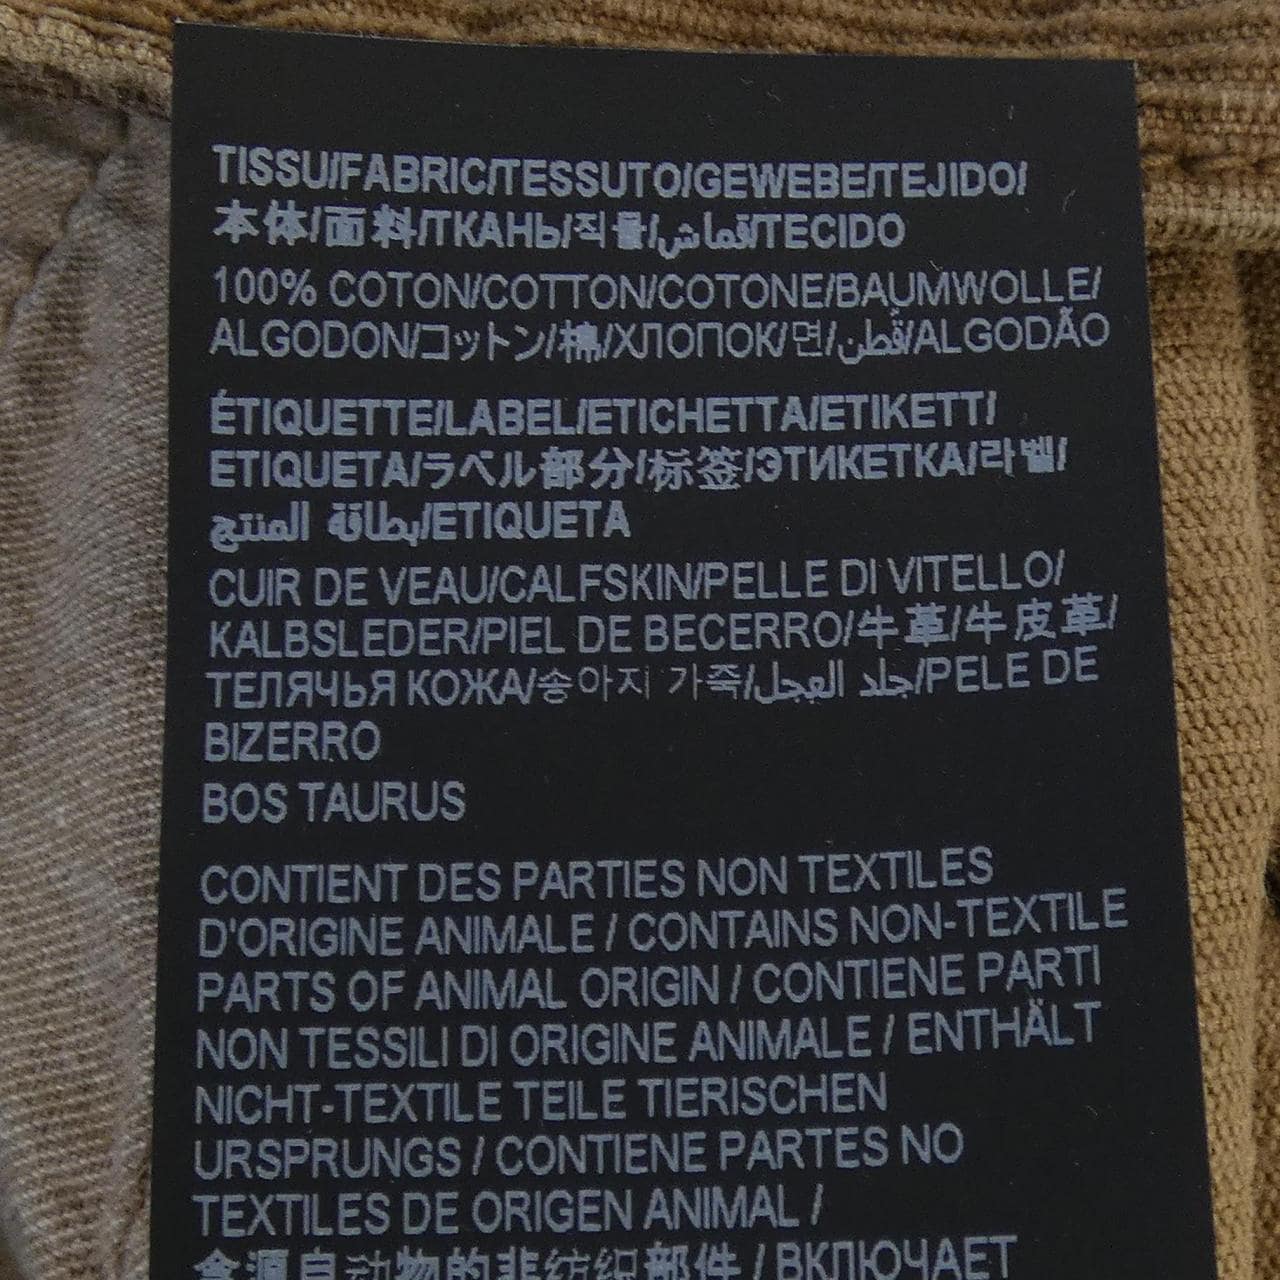 TISSU/FABRIC/TESSUTO/GEWEBE/TEJIDO/
本体/面料/ТКАНЬ/직물/قماش/TECIDO
100% COTON/COTTON/COTONE/BAUMWOLLE/
ALGODON/コットン/棉/ХЛОПОК/면/قطن/ALGODÃO
ÉTIQUETTE/LABEL/ETICHETTA/ETIKETT/
ETIQUETA/ラベル部分/标签/ЭТИКЕТКА/라벨/
بطاقة المنتج/ETIQUETA
CUIR DE VEAU/CALFSKIN/PELLE DI VITELLO/
KALBSLEDER/PIEL DE BECERRO/牛革/牛皮革/
ТЕЛЯЧЬЯ КОЖА/송아지 가죽/جلد العجل/PELE DE
BIZERRO
BOS TAURUS
CONTIENT DES PARTIES NON TEXTILES
D'ORIGINE ANIMALE / CONTAINS NON-TEXTILE
PARTS OF ANIMAL ORIGIN / CONTIENE PARTI
NON TESSILI DI ORIGINE ANIMALE / ENTHÄLT
NICHT-TEXTILE TEILE TIERISCHEN
URSPRUNGS / CONTIENE PARTES NO
TEXTILES DE ORIGEN ANIMAL /
含源自动物的非纺织部件 / ВКЛЮЧАЕТ